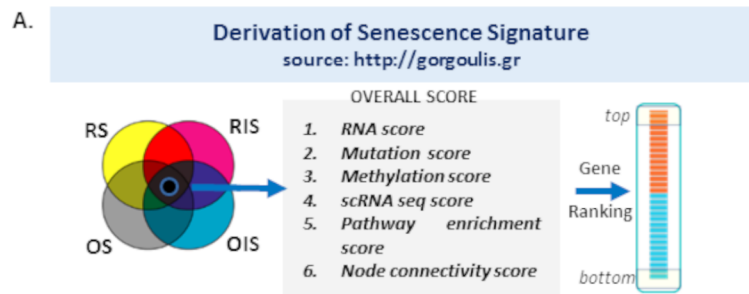 A.
Derivation of Senescence Signature
source: http://gorgoulis.gr
RS
RIS
OS
OIS
OVERALL SCORE
1. RNA score
2. Mutation score
3. Methylation score
4. scRNA seq score
5. Pathway enrichment
score
6. Node connectivity score
Gene
Ranking
top
bottom